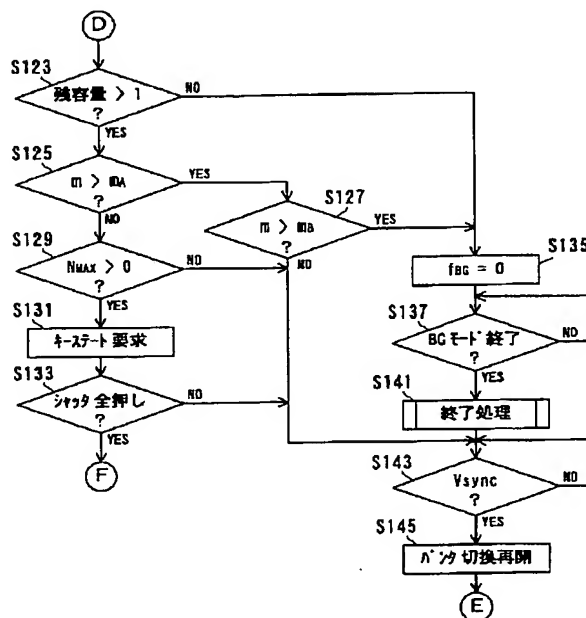 D
S123
残容量 > 1
?
NO
YES
S125
m > mA
?
YES
NO
S127
m > mB
?
YES
NO
S129
NMAX > 0
?
NO
YES
S131
キーステート要求
S133
シャッタ全押し
?
NO
YES
F
S135
fBG = 0
S137
BGモード終了
?
NO
YES
S141
終了処理
S143
Vsync
?
NO
YES
S145
バンク切換再開
E